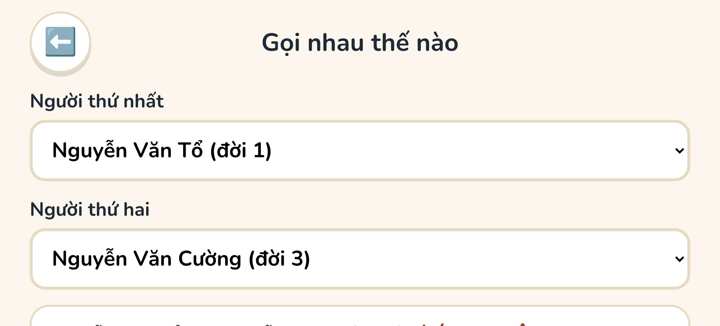 Gọi nhau thế nào
Người thứ nhất
Nguyễn Văn Tổ (đời 1)
Người thứ hai
Nguyễn Văn Cường (đời 3)